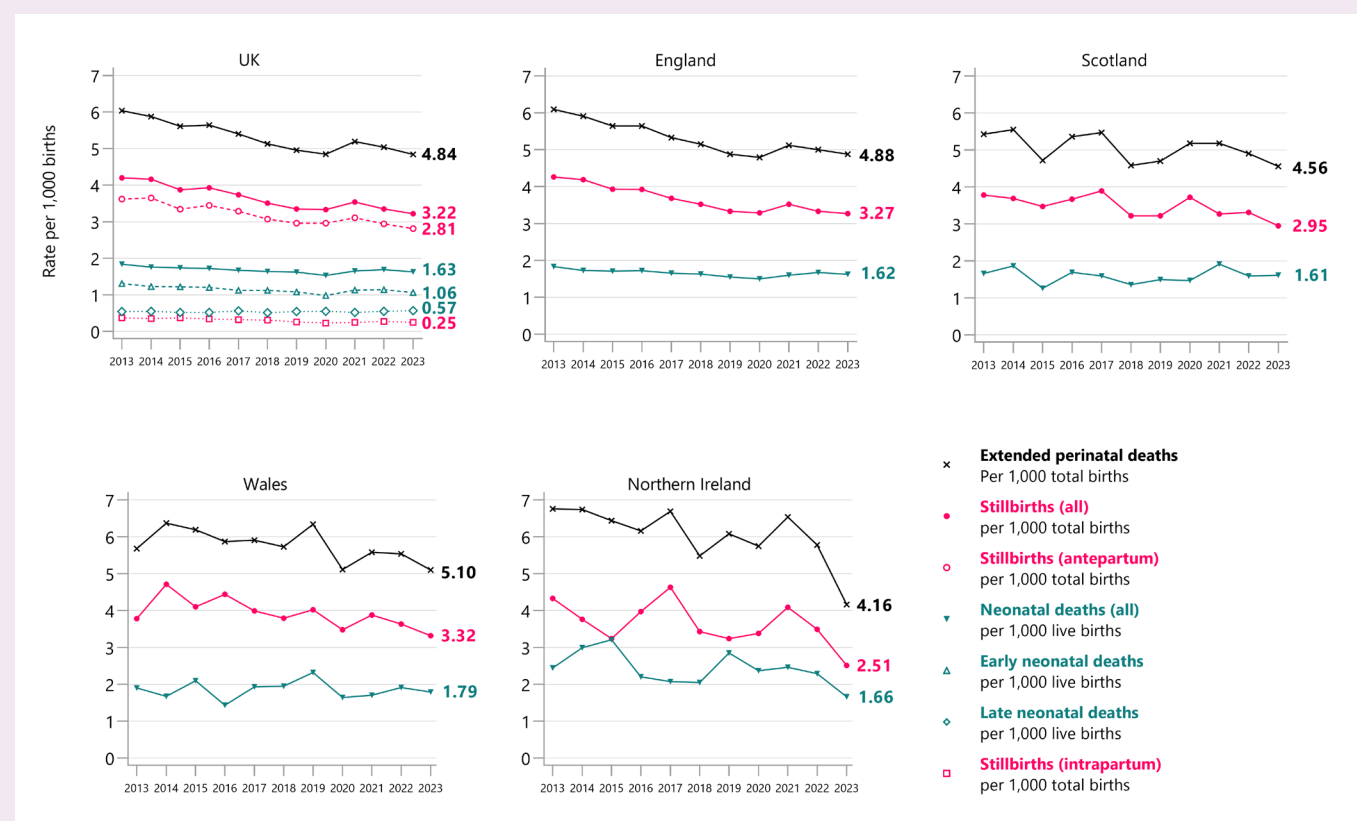 UK
Rate per 1,000 births
7
6
5
4
3
2
1
0
4.84
3.22
2.81
1.63
1.06
0.57
0.25
2013 2014 2015 2016 2017 2018 2019 2020 2021 2022 2023
England
7
6
5
4
3
2
1
0
4.88
3.27
1.62
2013 2014 2015 2016 2017 2018 2019 2020 2021 2022 2023
Scotland
7
6
5
4
3
2
1
0
4.56
2.95
1.61
2013 2014 2015 2016 2017 2018 2019 2020 2021 2022 2023
Wales
7
6
5
4
3
2
1
0
5.10
3.32
1.79
2013 2014 2015 2016 2017 2018 2019 2020 2021 2022 2023
Northern Ireland
7
6
5
4
3
2
1
0
4.16
2.51
1.66
2013 2014 2015 2016 2017 2018 2019 2020 2021 2022 2023
Extended perinatal deaths
Per 1,000 total births
Stillbirths (all)
per 1,000 total births
Stillbirths (antepartum)
per 1,000 total births
Neonatal deaths (all)
per 1,000 live births
Early neonatal deaths
per 1,000 live births
Late neonatal deaths
per 1,000 live births
Stillbirths (intrapartum)
per 1,000 total births